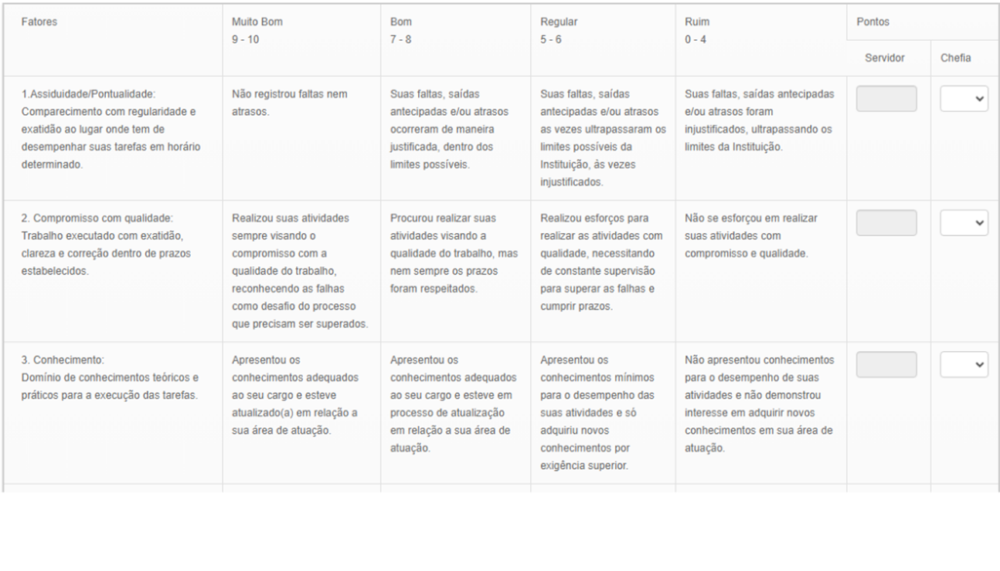 Fatores
Muito Bom
9 - 10
Bom
7 - 8
Regular
5 - 6
Ruim
0 - 4
Pontos
Servidor
Chefia
1.Assiduidade/Pontualidade:
Comparecimento com regularidade e
exatidão ao lugar onde tem de
desempenhar suas tarefas em horário
determinado.
Não registrou faltas nem
atrasos.
Suas faltas, saídas
antecipadas e/ou atrasos
ocorreram de maneira
justificada, dentro dos
limites possíveis.
Suas faltas, saídas
antecipadas e/ou atrasos
as vezes ultrapassaram os
limites possíveis da
Instituição, às vezes
injustificados.
Suas faltas, saídas antecipadas
e/ou atrasos foram
injustificados, ultrapassando os
limites da Instituição.
2. Compromisso com qualidade:
Trabalho executado com exatidão,
clareza e correção dentro de prazos
estabelecidos.
Realizou suas atividades
sempre visando o
compromisso com a
qualidade do trabalho,
reconhecendo as falhas
como desafio do processo
que precisam ser superados.
Procurou realizar suas
atividades visando a
qualidade do trabalho, mas
nem sempre os prazos
foram respeitados.
Realizou esforços para
realizar as atividades com
qualidade, necessitando
de constante supervisão
para superar as falhas e
cumprir prazos.
Não se esforçou em realizar
suas atividades com
compromisso e qualidade.
3. Conhecimento:
Domínio de conhecimentos teóricos e
práticos para a execução das tarefas.
Apresentou os
conhecimentos adequados
ao seu cargo e esteve
atualizado(a) em relação a
sua área de atuação.
Apresentou os
conhecimentos adequados
ao seu cargo e esteve em
processo de atualização
em relação a sua área de
atuação.
Apresentou os
conhecimentos mínimos
para o desempenho das
suas atividades e só
adquiriu novos
conhecimentos por
exigência superior.
Não apresentou conhecimentos
para o desempenho de suas
atividades e não demonstrou
interesse em adquirir novos
conhecimentos em sua área de
atuação.